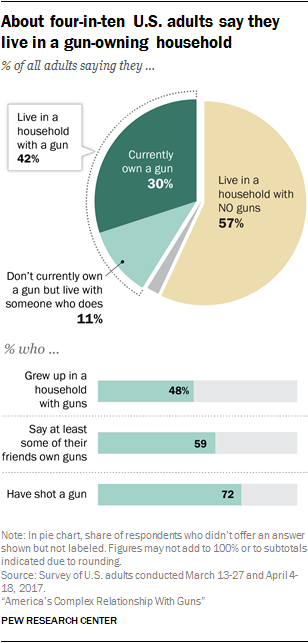 About four-in-ten U.S. adults say they
live in a gun-owning household
% of all adults saying they ...
Live in a
household
with a gun
42%
Currently
own a gun
30%
Live in a
household with
NO guns
57%
Don't currently own
a gun but live with
someone who does
11%
% who ...
Grew up in a
household
with guns
48%
Say at least
some of their
friends own guns
59
Have shot a gun
72
Note: In pie chart, share of respondents who didn't offer an answer
shown but not labeled. Figures may not add to 100% or to subtotals
indicated due to rounding.
Source: Survey of U.S. adults conducted March 13-27 and April 4-
18, 2017.
"America's Complex Relationship With Guns"
PEW RESEARCH CENTER